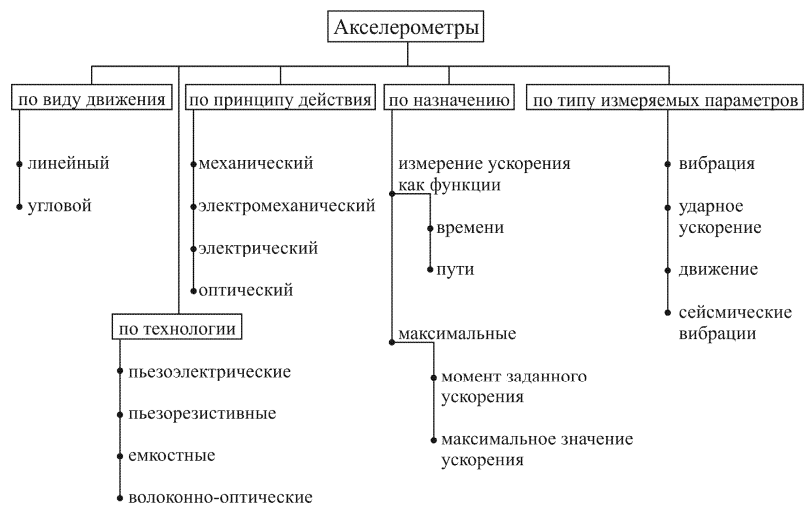 Акселерометры
по виду движения
линейный
угловой
по принципу действия
механический
электромеханический
электрический
оптический
по технологии
пьезоэлектрические
пьезорезистивные
емкостные
волоконно-оптические
по назначению
измерение ускорения
как функции
времени
пути
максимальные
момент заданного
ускорения
максимальное значение
ускорения
по типу измеряемых параметров
вибрация
ударное
ускорение
движение
сейсмические
вибрации